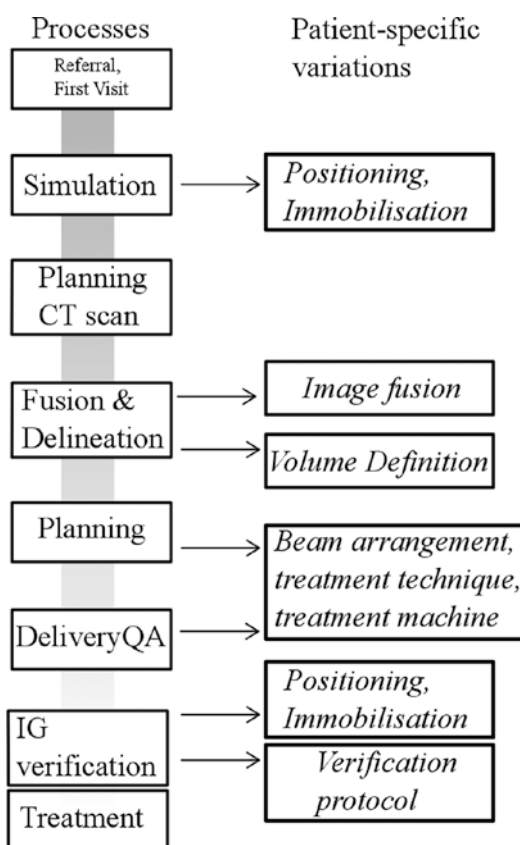 Processes
Patient-specific
variations
Referral,
First Visit
Simulation
Positioning,
Immobilisation
Planning
CT scan
Fusion &
Delineation
Image fusion
Volume Definition
Planning
Beam arrangement,
treatment technique,
treatment machine
DeliveryQA
IG
verification
Positioning,
Immobilisation
Verification
protocol
Treatment